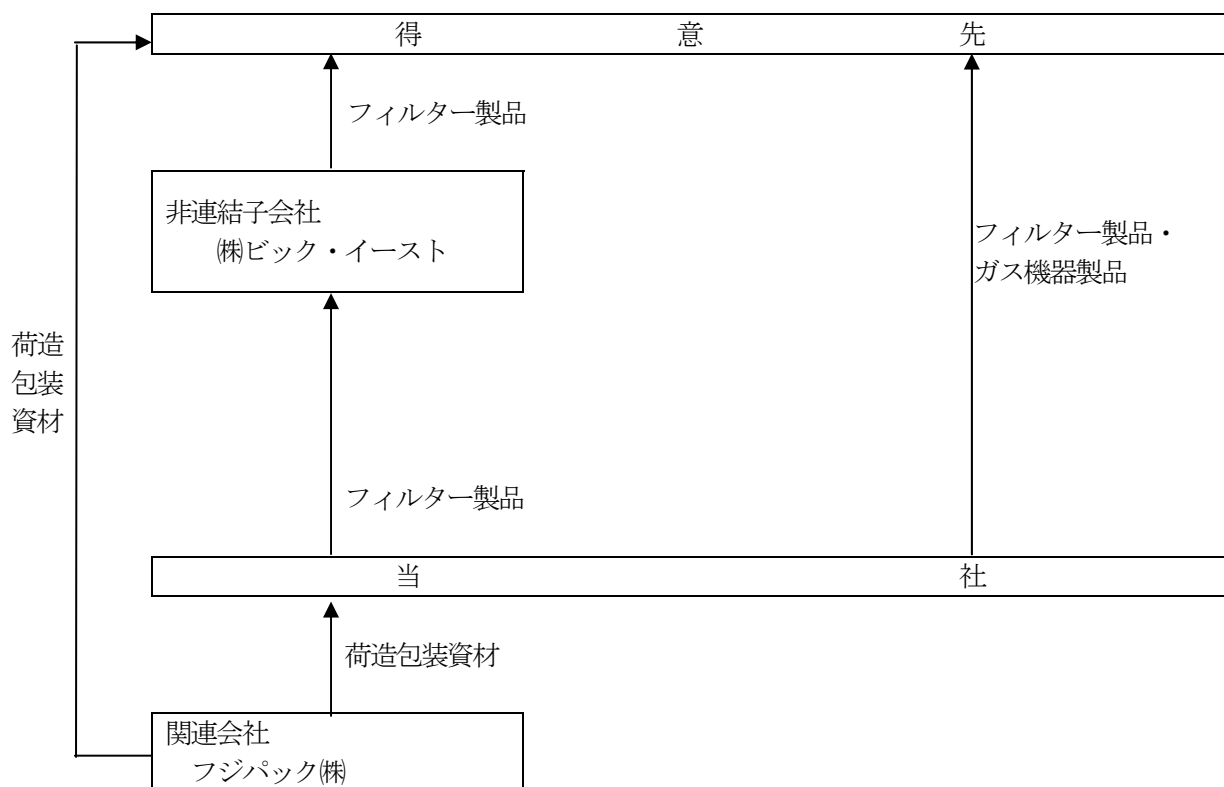 得 意 先
フィルター製品
非連結子会社
㈱ビック・イースト
フィルター製品・
ガス機器製品
荷造
包装
資材
フィルター製品
当 社
荷造包装資材
関連会社
フジパック㈱